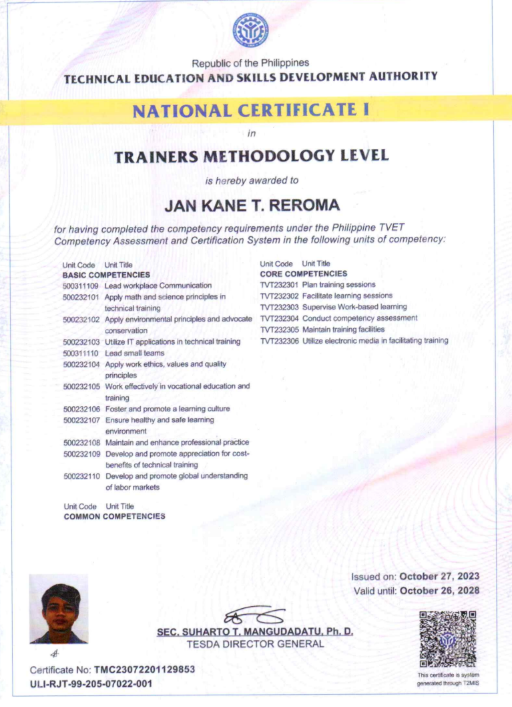 Republic of the Philippines
TECHNICAL EDUCATION AND SKILLS DEVELOPMENT AUTHORITY
NATIONAL CERTIFICATE I
in
TRAINERS METHODOLOGY LEVEL
is hereby awarded to
JAN KANE T. REROMA
for having completed the competency requirements under the Philippine TVET
Competency Assessment and Certification System in the following units of competency:
Unit Code Unit Title
BASIC COMPETENCIES
500311109 Lead workplace Communication
500232101 Apply math and science principles in
technical training
500232102 Apply environmental principles and advocate
conservation
500232103 Utilize IT applications in technical training
500311110 Lead small teams
500232104 Apply work ethics, values and quality
principles
500232105 Work effectively in vocational education and
training
500232106 Foster and promote a learning culture
500232107 Ensure healthy and safe learning
environment
500232108 Maintain and enhance professional practice
500232109 Develop and promote appreciation for cost-
benefits of technical training
500232110 Develop and promote global understanding
of labor markets
Unit Code Unit Title
COMMON COMPETENCIES
Unit Code Unit Title
CORE COMPETENCIES
TVT232301 Plan training sessions
TVT232302 Facilitate learning sessions
TVT232303 Supervise Work-based learning
TVT232304 Conduct competency assessment
TVT232305 Maintain training facilities
TVT232306 Utilize electronic media in facilitating training
Issued on: October 27, 2023
Valid until: October 26, 2028
SEC. SUHARTO T. MANGUDADATU, Ph. D.
TESDA DIRECTOR GENERAL
Certificate No: TMC23072201129853
ULI-RJT-99-205-07022-001
This certificate is system
generated through T2MIS